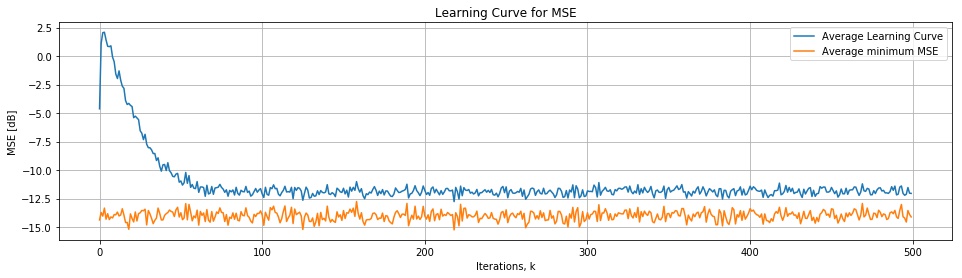 Learning Curve for MSE
Average Learning Curve
Average minimum MSE
MSE [dB]
2.5
0.0
−2.5
−5.0
−7.5
−10.0
−12.5
−15.0
0
100
200
300
400
500
Iterations, k